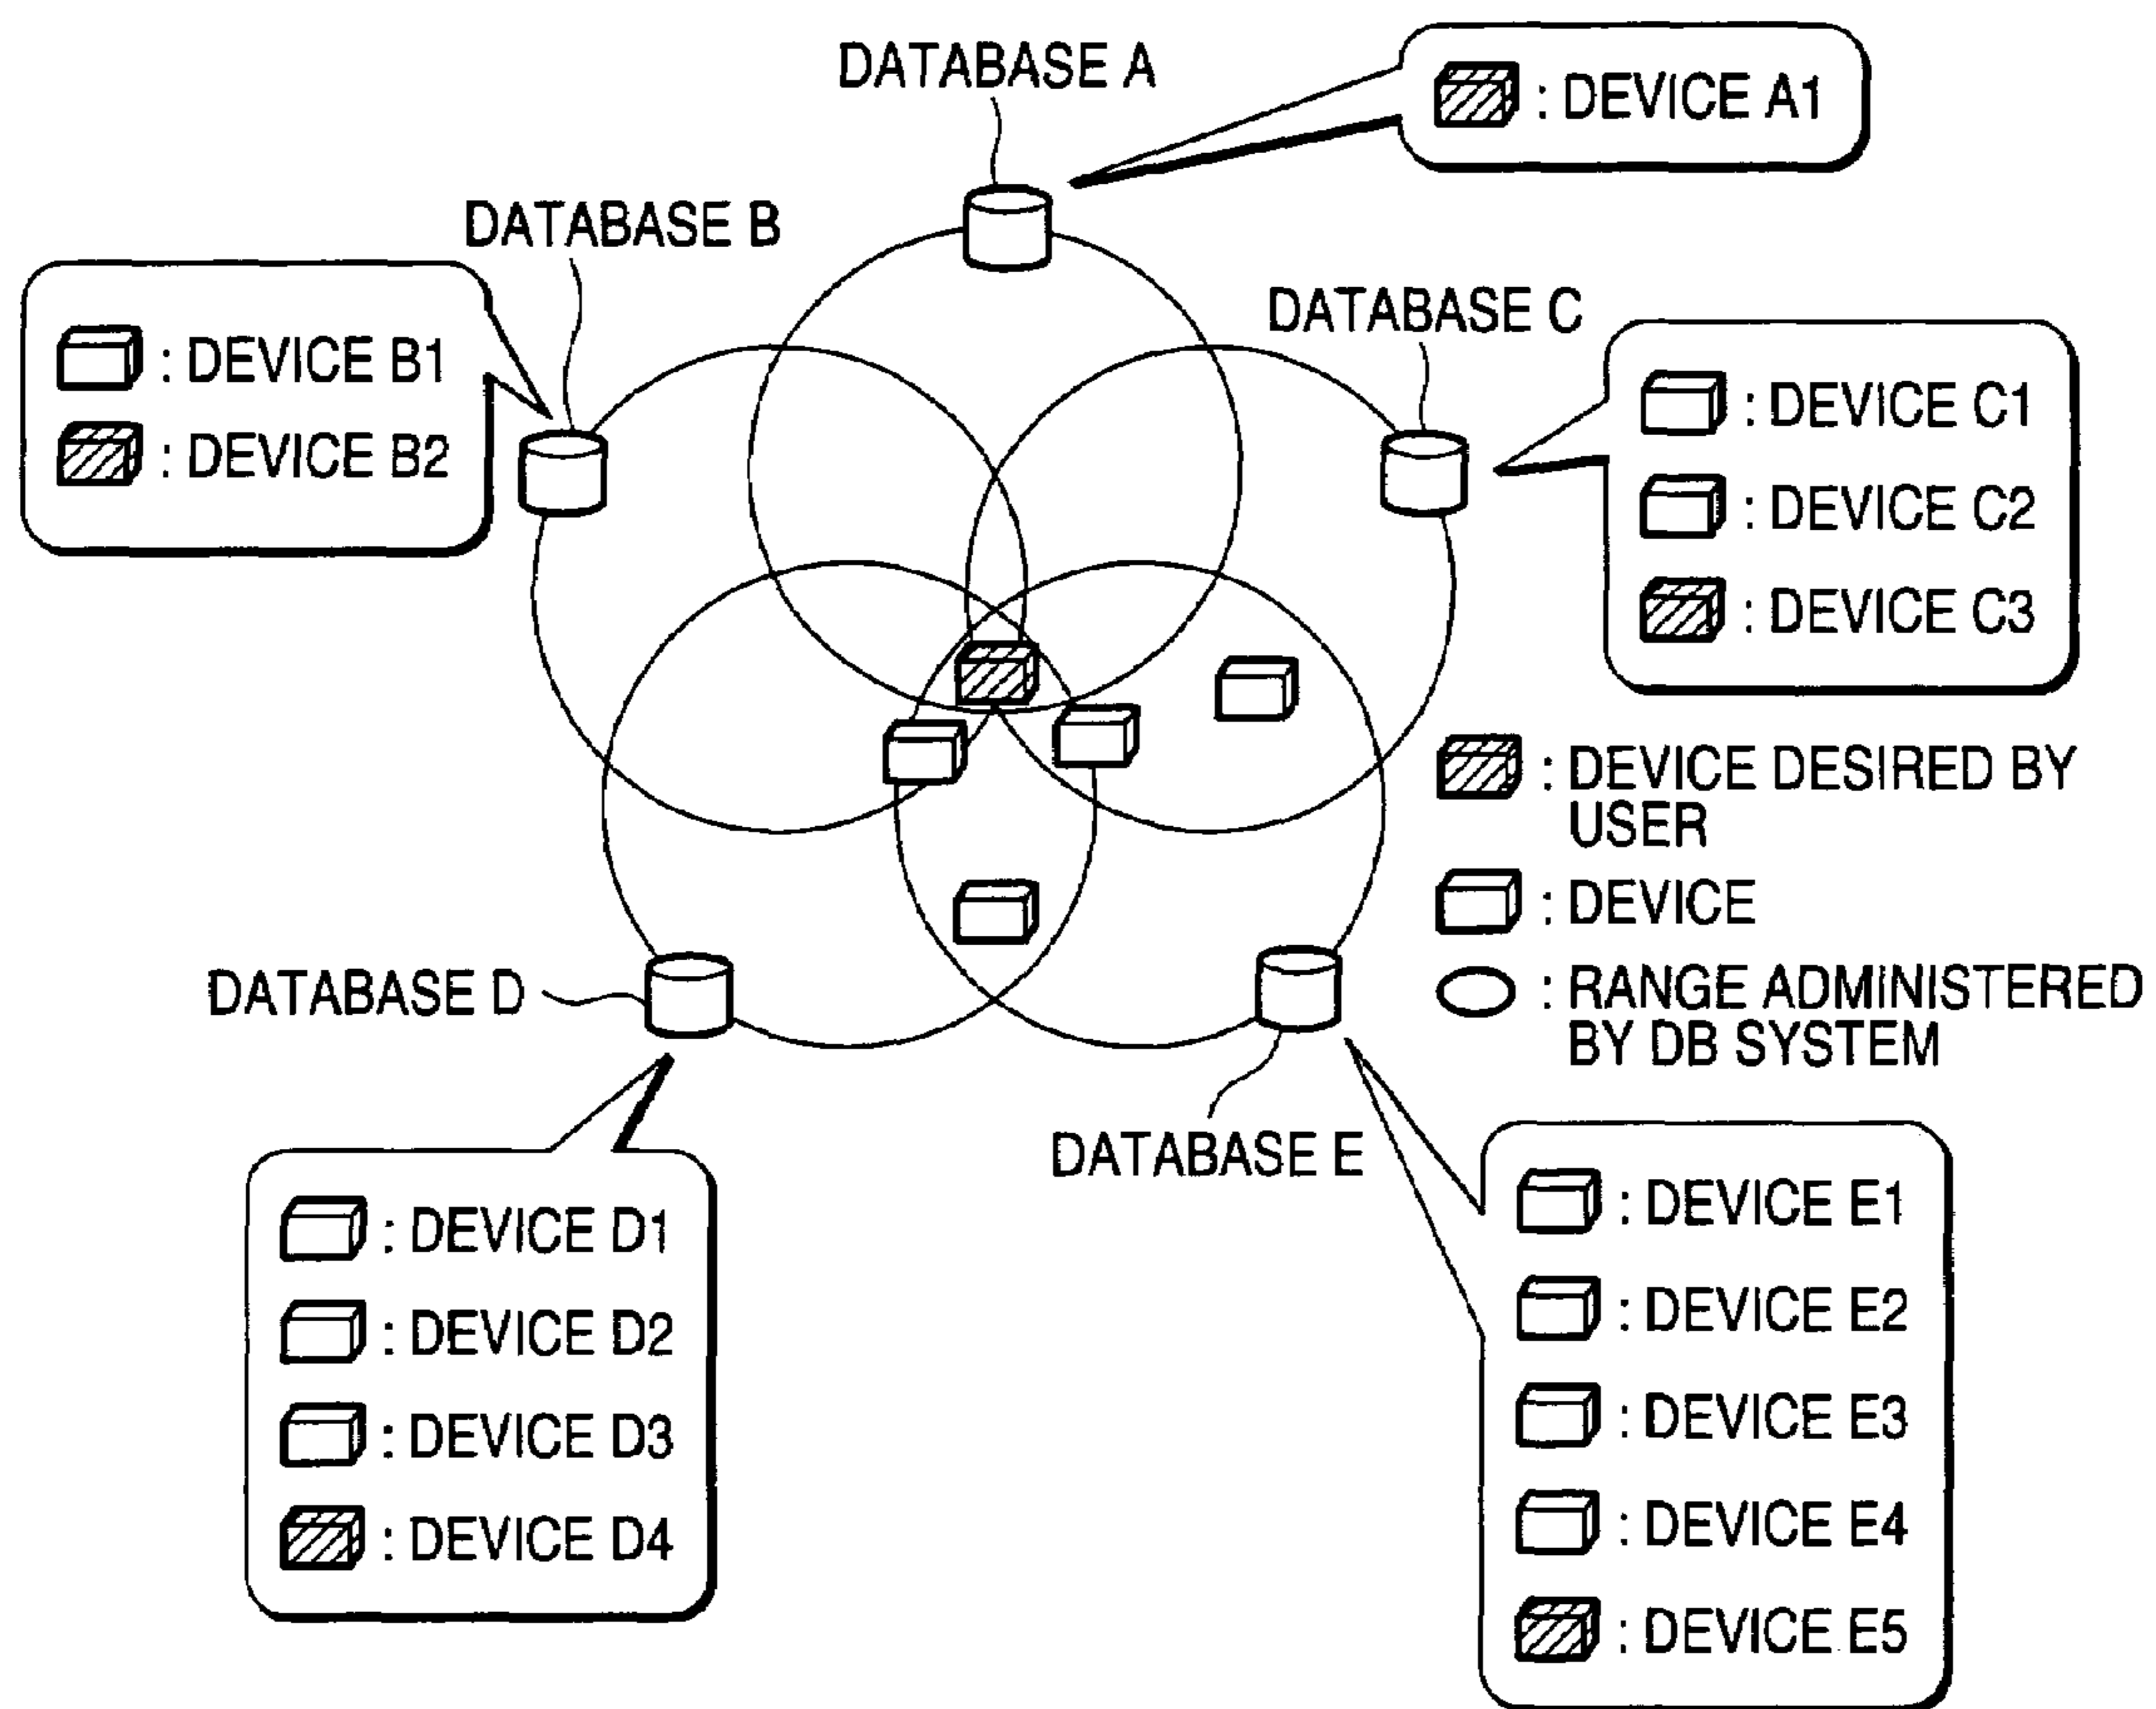 DATABASE A
: DEVICE A1
DATABASE B
: DEVICE B1
: DEVICE B2
DATABASE C
: DEVICE C1
: DEVICE C2
: DEVICE C3
: DEVICE DESIRED BY
USER
: DEVICE
: RANGE ADMINISTERED
BY DB SYSTEM
DATABASE D
: DEVICE D1
: DEVICE D2
: DEVICE D3
: DEVICE D4
DATABASE E
: DEVICE E1
: DEVICE E2
: DEVICE E3
: DEVICE E4
: DEVICE E5